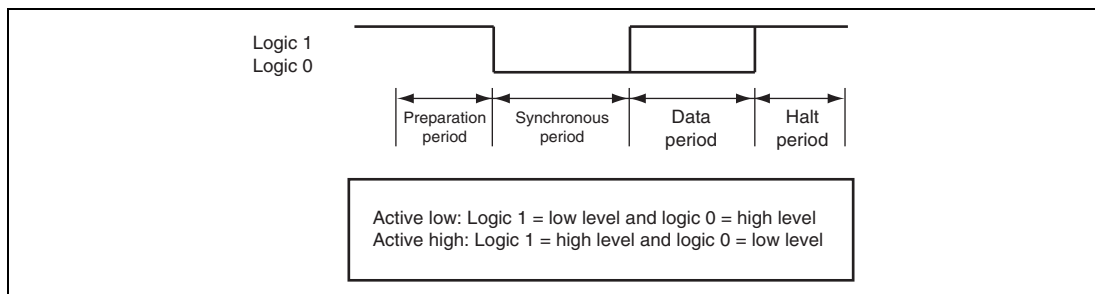 Logic 1
Logic 0
Preparation period
Synchronous period
Data period
Halt period
Active low: Logic 1 = low level and logic 0 = high level
Active high: Logic 1 = high level and logic 0 = low level